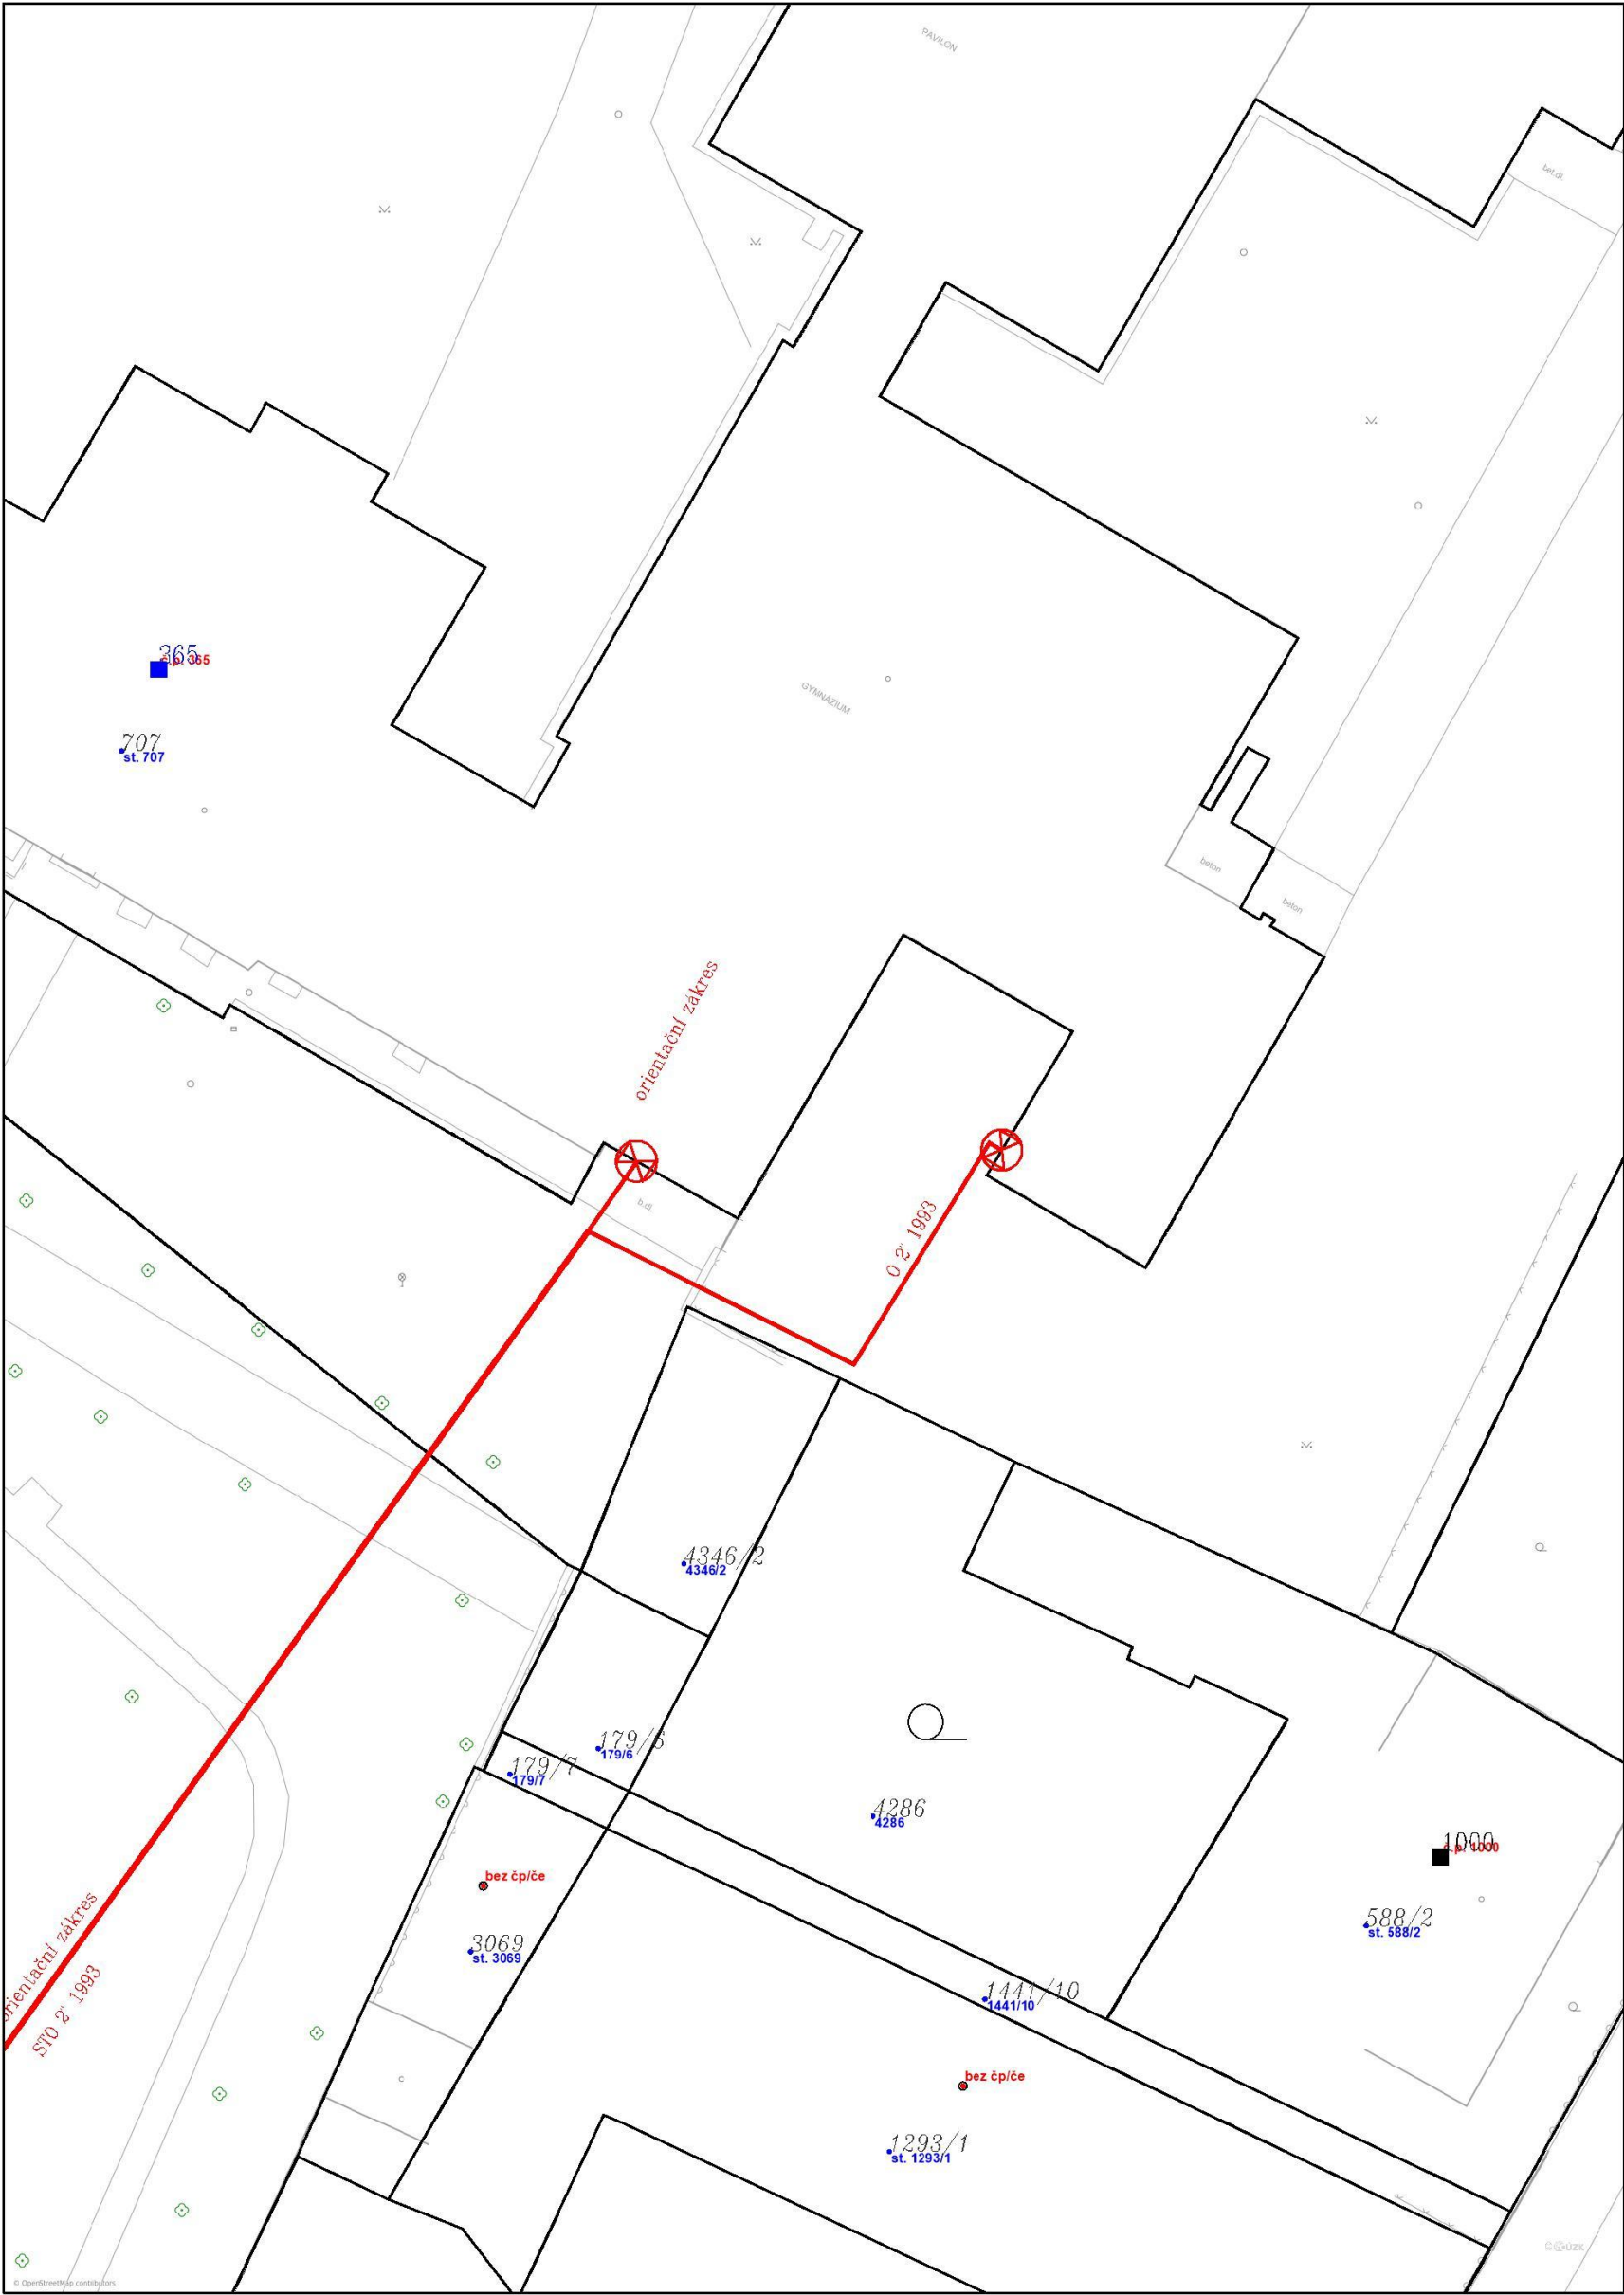 PAVILON
bet.dl.
365
č.p. 365
707
st. 707
GYMNÁZIUM
beton
beton
orientační zákres
b.dl.
O 2" 1993
4346/2
4346/2
179/6
179/6
179/7
179/7
4286
4286
1000
č.p. 1000
bez čp/če
588/2
st. 588/2
3069
st. 3069
orientační zákres
STO 2" 1993
1441/10
1441/10
bez čp/če
1293/1
st. 1293/1
© OpenStreetMap contributors
© ČÚZK